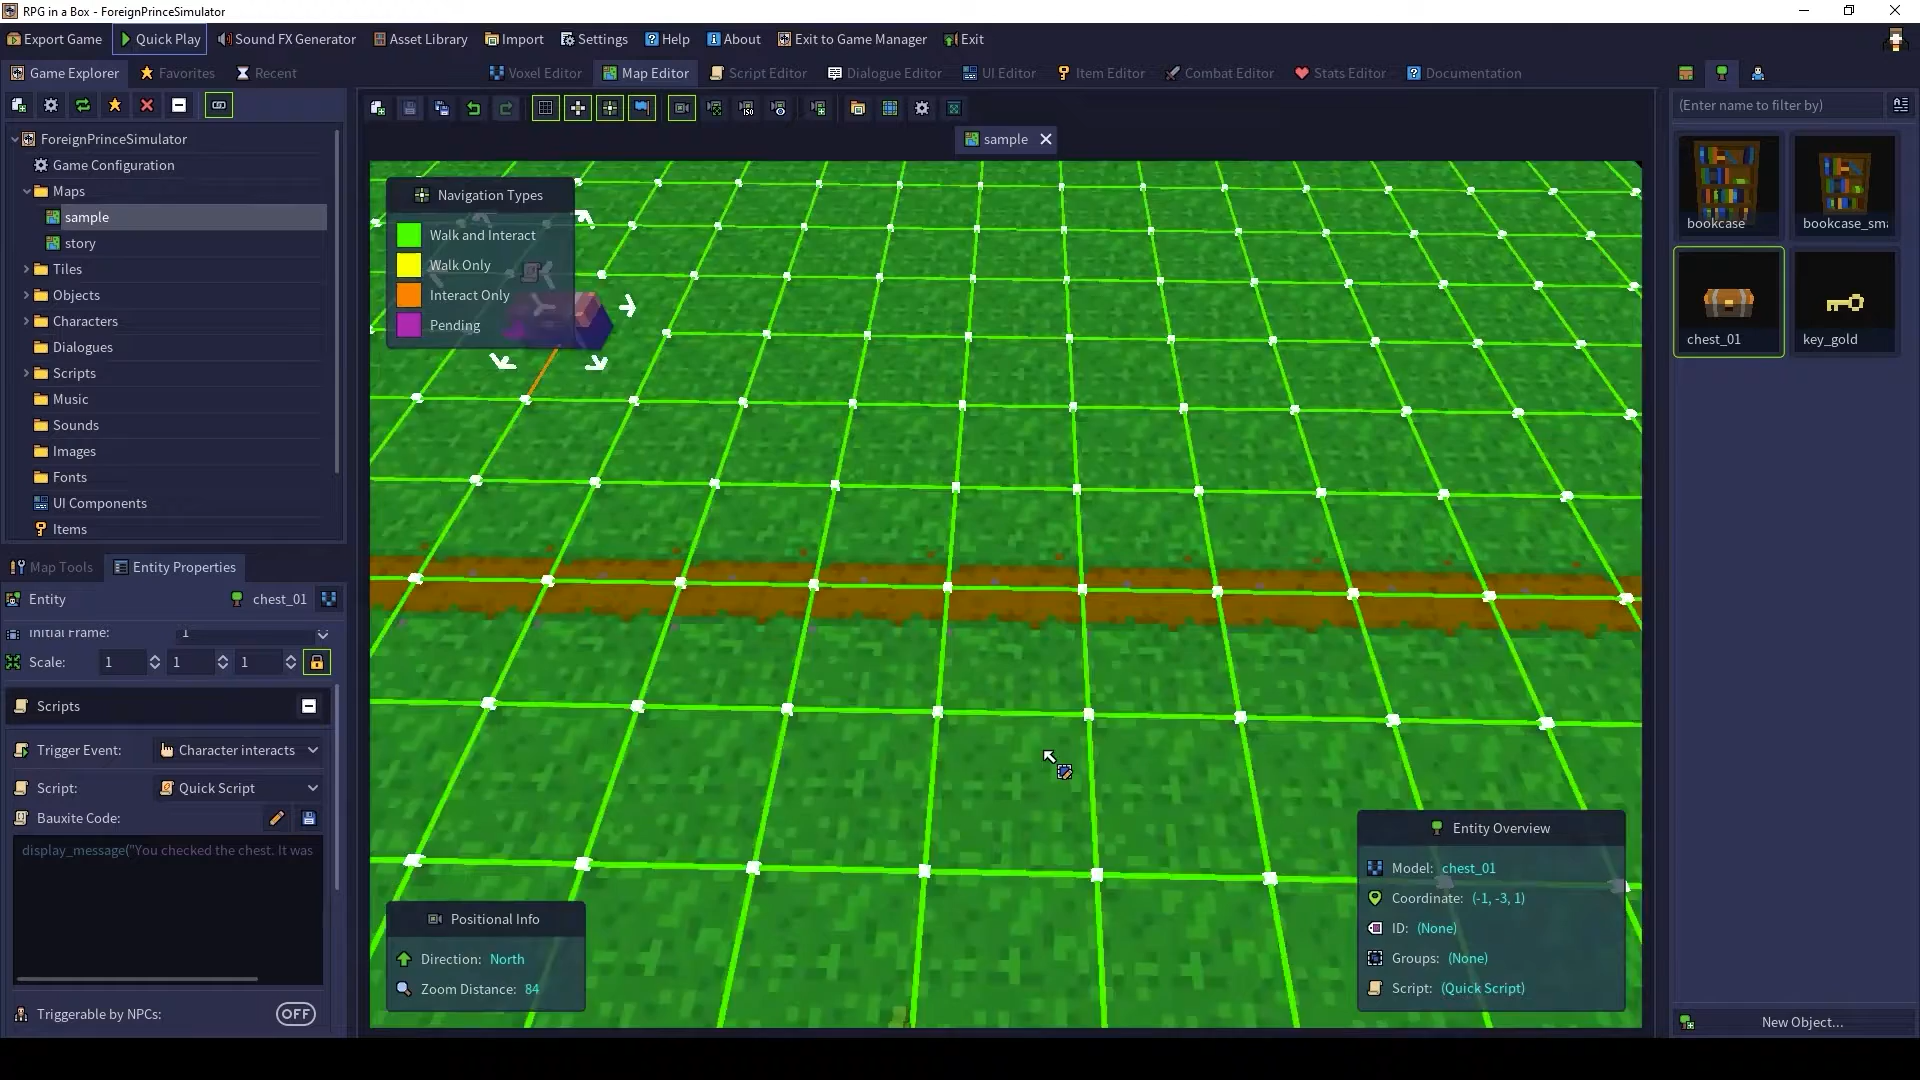 RPG in a Box - ForeignPrinceSimulator
Export Game
Quick Play
Sound FX Generator
Asset Library
Import
Settings
Help
About
Exit to Game Manager
Exit
Game Explorer
Favorites
Recent
Voxel Editor
Map Editor
Script Editor
Dialogue Editor
UI Editor
Item Editor
Combat Editor
Stats Editor
Documentation
ISO
(Enter name to filter by)
ForeignPrinceSimulator
Game Configuration
Maps
sample
story
Tiles
Objects
Characters
Dialogues
Scripts
Music
Sounds
Images
Fonts
UI Components
Items
sample
Navigation Types
Walk and Interact
Walk Only
Interact Only
Pending
bookcase
bookcase_sma
chest_01
key_gold
Map Tools
Entity Properties
Entity
chest_01
Initial Frame: 1
Scale: 1 1 1
Scripts
Trigger Event: Character interacts
Script: Quick Script
Bauxite Code:
display_message("You checked the chest. It was
Triggerable by NPCs: OFF
Positional Info
Direction: North
Zoom Distance: 84
Entity Overview
Model: chest_01
Coordinate: (-1, -3, 1)
ID: (None)
Groups: (None)
Script: (Quick Script)
New Object...